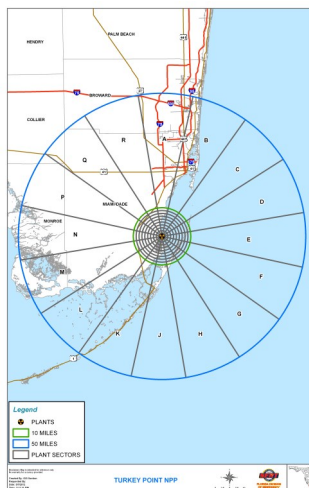 PALM BEACH
HENDRY
BROWARD
COLLIER
A
B
R
C
Q
MIAMI-DADE
D
P
MONROE
N
E
M
F
L
G
K
J
H
Legend
PLANTS
10 MILES
50 MILES
PLANT SECTORS
TURKEY POINT NPP